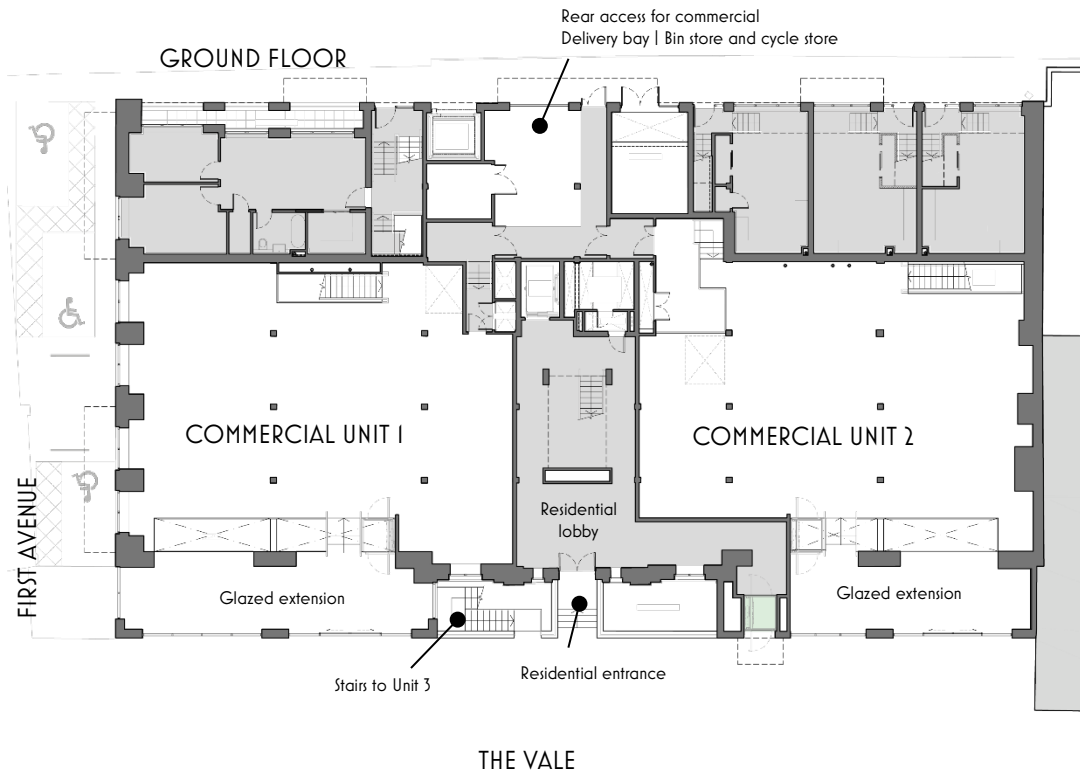 Rear access for commercial
Delivery bay | Bin store and cycle store
GROUND FLOOR
COMMERCIAL UNIT 1
COMMERCIAL UNIT 2
Residential
lobby
FIRST AVENUE
Glazed extension
Glazed extension
Stairs to Unit 3
Residential entrance
THE VALE